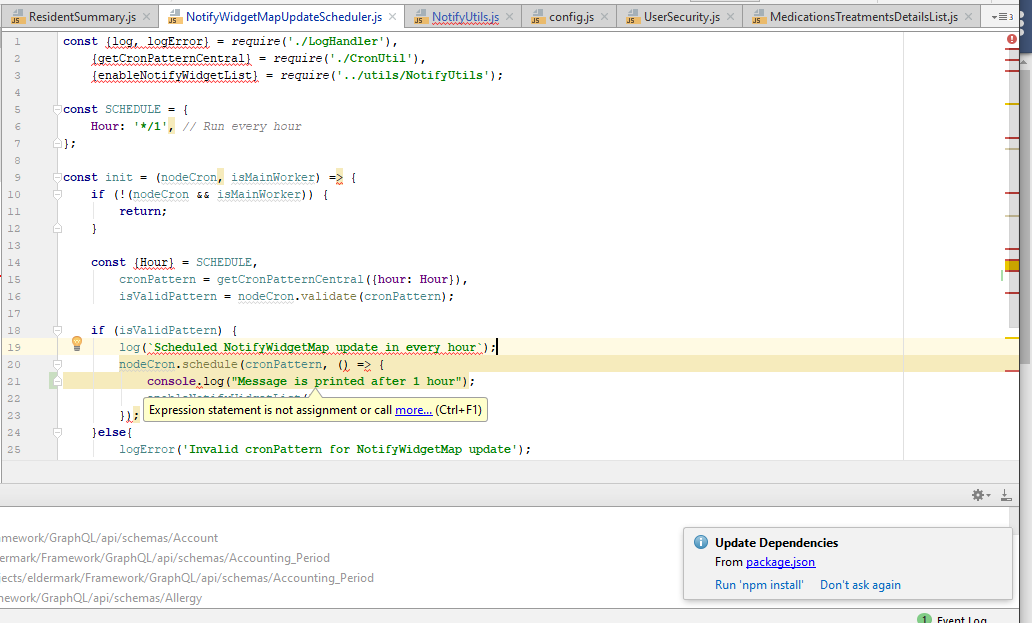 ResidentSummary.js NotifyWidgetMapUpdateScheduler.js NotifyUtils.js config.js UserSecurity.js MedicationsTreatmentsDetailsList.js 3
1 const {log, logError} = require('./LogHandler'),
2 {getCronPatternCentral} = require('./CronUtil'),
3 {enableNotifyWidgetList} = require('../utils/NotifyUtils');
4
5 const SCHEDULE = {
6 Hour: '*/1', // Run every hour
7 };
8
9 const init = (nodeCron, isMainWorker) => {
10 if (!(nodeCron && isMainWorker)) {
11 return;
12 }
13
14 const {Hour} = SCHEDULE,
15 cronPattern = getCronPatternCentral({hour: Hour}),
16 isValidPattern = nodeCron.validate(cronPattern);
17
18 if (isValidPattern) {
19 log(`Scheduled NotifyWidgetMap update in every hour`);
20 nodeCron.schedule(cronPattern, () => {
21 console.log("Message is printed after 1 hour");
22
23 });
Expression statement is not assignment or call more... (Ctrl+F1)
24 }else{
25 logError('Invalid cronPattern for NotifyWidgetMap update');
amework/GraphQL/api/schemas/Account
ermark/Framework/GraphQL/api/schemas/Accounting_Period
jects/eldermark/Framework/GraphQL/api/schemas/Accounting_Period
nework/GraphQL/api/schemas/Allergy
Update Dependencies
From package.json
Run 'npm install' Don't ask again
1 Event Log